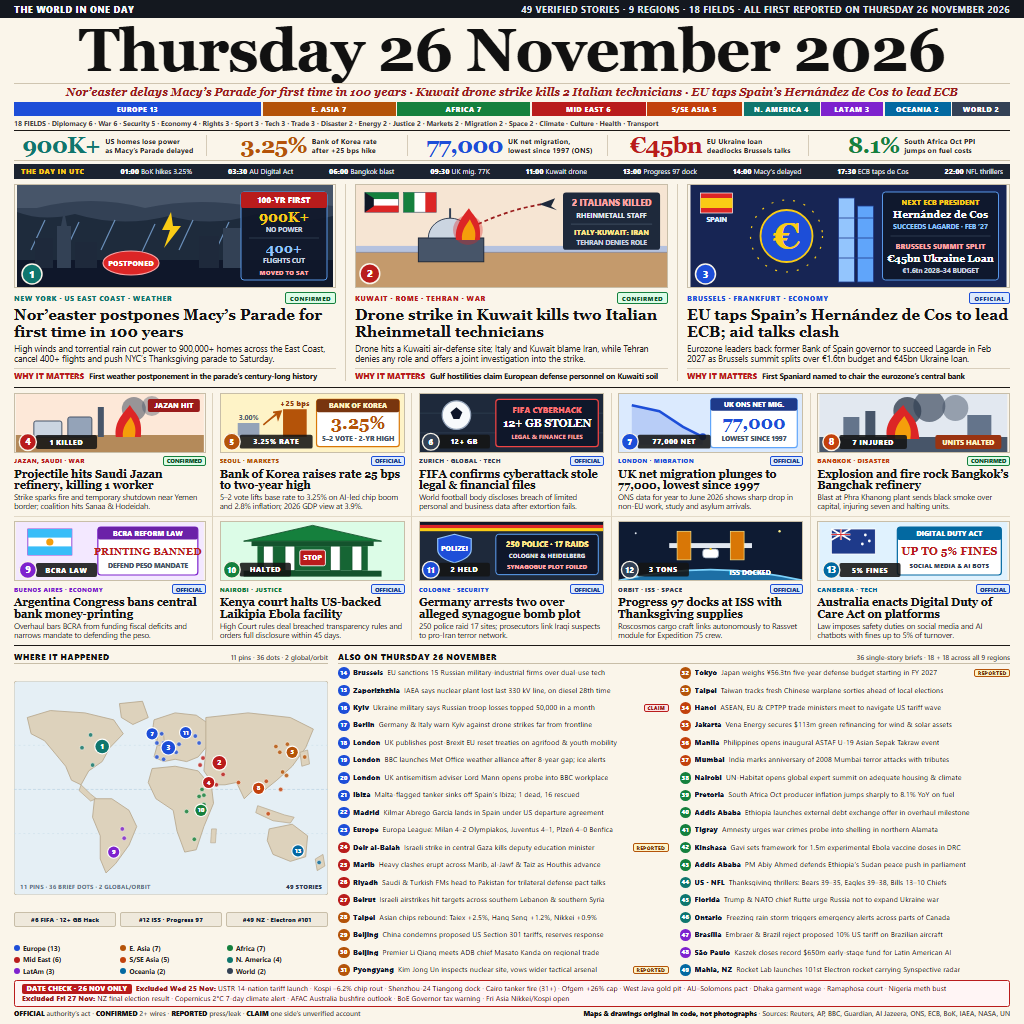 THE WORLD IN ONE DAY
49 VERIFIED STORIES · 9 REGIONS · 18 FIELDS · ALL FIRST REPORTED ON THURSDAY 26 NOVEMBER 2026
Thursday 26 November 2026
Nor'easter delays Macy's Parade for first time in 100 years · Kuwait drone strike kills 2 Italian technicians · EU taps Spain's Hernández de Cos to lead ECB
EUROPE 13
E. ASIA 7
AFRICA 7
MID EAST 6
S/SE ASIA 5
N. AMERICA 4
LATAM 3
OCEANIA 2
WORLD 2
18 FIELDS · Diplomacy 6 · War 6 · Security 5 · Economy 4 · Rights 3 · Sport 3 · Tech 3 · Trade 3 · Disaster 2 · Energy 2 · Justice 2 · Markets 2 · Migration 2 · Space 2 · Climate · Culture · Health · Transport
900K+ US homes lose power
as Macy's Parade delayed
3.25% Bank of Korea rate
after +25 bps hike
77,000 UK net migration,
lowest since 1997 (ONS)
€45bn EU Ukraine loan
deadlocks Brussels talks
8.1% South Africa Oct PPI
jumps on fuel costs
THE DAY IN UTC
01:00 BoK hikes 3.25%
03:30 AU Digital Act
06:00 Bangkok blast
09:30 UK mig. 77K
11:00 Kuwait drone
13:00 Progress 97 dock
14:00 Macy's delayed
17:30 ECB taps de Cos
22:00 NFL thrillers
100-YR FIRST
900K+
NO POWER
400+
FLIGHTS CUT
MOVED TO SAT
POSTPONED
1
NEW YORK · US EAST COAST · WEATHER
CONFIRMED
Nor'easter postpones Macy's Parade for
first time in 100 years
High winds and torrential rain cut power to 900,000+ homes across the East Coast,
cancel 400+ flights and push NYC's Thanksgiving parade to Saturday.
WHY IT MATTERS First weather postponement in the parade's century-long history
2 ITALIANS KILLED
RHEINMETALL STAFF
ITALY-KUWAIT: IRAN
TEHRAN DENIES ROLE
2
KUWAIT · ROME · TEHRAN · WAR
CONFIRMED
Drone strike in Kuwait kills two Italian
Rheinmetall technicians
Drone hits a Kuwaiti air-defense site; Italy and Kuwait blame Iran, while Tehran
denies any role and offers a joint investigation into the strike.
WHY IT MATTERS Gulf hostilities claim European defense personnel on Kuwaiti soil
SPAIN
€
NEXT ECB PRESIDENT
Hernández de Cos
SUCCEEDS LAGARDE · FEB '27
BRUSSELS SUMMIT SPLIT
€45bn Ukraine Loan
€1.6tn 2028-34 BUDGET
3
BRUSSELS · FRANKFURT · ECONOMY
OFFICIAL
EU taps Spain's Hernández de Cos to lead
ECB; aid talks clash
Eurozone leaders back former Bank of Spain governor to succeed Lagarde in Feb
2027 as Brussels summit splits over €1.6tn budget and €45bn Ukraine loan.
WHY IT MATTERS First Spaniard named to chair the eurozone's central bank
JAZAN HIT
4
1 KILLED
JAZAN, SAUDI · WAR
CONFIRMED
Projectile hits Saudi Jazan
refinery, killing 1 worker
Strike sparks fire and temporary shutdown near Yemen
border; coalition hits Sanaa & Hodeidah.
3.00%
+25 bps
BANK OF KOREA
3.25%
5–2 VOTE · 2-YR HIGH
5
3.25% RATE
SEOUL · MARKETS
OFFICIAL
Bank of Korea raises rate 25 bps
to two-year high
5–2 vote lifts base rate to 3.25% on AI-led chip boom
and 2.8% inflation; 2026 GDP view at 3.9%.
FIFA CYBERHACK
12+ GB STOLEN
LEGAL & FINANCE FILES
6
12+ GB
ZURICH · GLOBAL · TECH
OFFICIAL
FIFA confirms cyberattack stole
legal & financial files
World football body discloses breach of limited
personal and business data after extortion fails.
UK ONS NET MIG.
77,000
LOWEST SINCE 1997
7
77,000 NET
LONDON · MIGRATION
OFFICIAL
UK net migration plunges to
77,000, lowest since 1997
ONS data for year to June 2026 shows sharp drop in
non-EU work, study and asylum arrivals.
8
7 INJURED
UNITS HALTED
BANGKOK · DISASTER
CONFIRMED
Explosion and fire rock Bangkok's
Bangchak refinery
Blast at Phra Khanong plant sends black smoke over
capital, injuring seven and halting units.
BCRA REFORM LAW
PRINTING BANNED
DEFEND PESO MANDATE
9
BCRA LAW
BUENOS AIRES · ECONOMY
OFFICIAL
Argentina Congress bans central
bank money-printing
Overhaul bars BCRA from funding fiscal deficits and
narrows mandate to defending the peso.
STOP
10
HALTED
NAIROBI · JUSTICE
OFFICIAL
Kenya court halts US-backed
Laikipia Ebola facility
High Court rules deal breached transparency rules and
orders full disclosure within 45 days.
POLIZEI
250 POLICE · 17 RAIDS
COLOGNE & HEIDELBERG
SYNAGOGUE PLOT FOILED
11
2 HELD
COLOGNE · SECURITY
OFFICIAL
Germany arrests two over
alleged synagogue bomb plot
250 police raid 17 sites; prosecutors link Iraqi suspects
to pro-Iran terror network.
12
3 TONS
ISS DOCKED
ORBIT · ISS · SPACE
OFFICIAL
Progress 97 docks at ISS with
Thanksgiving supplies
Roscosmos cargo craft links autonomously to Rassvet
module for Expedition 75 crew.
DIGITAL DUTY ACT
UP TO 5% FINES
SOCIAL MEDIA & AI BOTS
13
5% FINES
CANBERRA · TECH
OFFICIAL
Australia enacts Digital Duty of
Care Act on platforms
Law imposes safety duties on social media and AI
chatbots with fines up to 5% of turnover.
WHERE IT HAPPENED
11 pins · 36 dots · 2 global/orbit
1
7
11
3
2
4
5
8
10
9
13
11 PINS · 36 BRIEF DOTS · 2 GLOBAL/ORBIT
49 STORIES
#6 FIFA · 12+ GB Hack
#12 ISS · Progress 97
#49 NZ · Electron #101
Europe (13)
E. Asia (7)
Africa (7)
Mid East (6)
S/SE Asia (5)
N. America (4)
LatAm (3)
Oceania (2)
World (2)
ALSO ON THURSDAY 26 NOVEMBER
36 single-story briefs · 18 + 18 across all 9 regions
14 Brussels EU sanctions 15 Russian military-industrial firms over dual-use tech
15 Zaporizhzhia IAEA says nuclear plant lost last 330 kV line, on diesel 28th time
16 Kyiv Ukraine military says Russian troop losses topped 50,000 in a month CLAIM
17 Berlin Germany & Italy warn Kyiv against drone strikes far from frontline
18 London UK publishes post-Brexit EU reset treaties on agrifood & youth mobility
19 London BBC launches Met Office weather alliance after 8-year gap; ice alerts
20 London UK antisemitism adviser Lord Mann opens probe into BBC workplace
21 Ibiza Malta-flagged tanker sinks off Spain's Ibiza; 1 dead, 16 rescued
22 Madrid Kilmar Abrego Garcia lands in Spain under US departure agreement
23 Europe Europa League: Milan 4-2 Olympiakos, Juventus 4-1, Plzeň 4-0 Benfica
24 Deir al-Balah Israeli strike in central Gaza kills deputy education minister REPORTED
25 Marib Heavy clashes erupt across Marib, al-Jawf & Taiz as Houthis advance
26 Riyadh Saudi & Turkish FMs head to Pakistan for trilateral defense pact talks
27 Beirut Israeli airstrikes hit targets across southern Lebanon & southern Syria
28 Taipei Asian chips rebound: Taiex +2.5%, Hang Seng +1.2%, Nikkei +0.9%
29 Beijing China condemns proposed US Section 301 tariffs, reserves response
30 Beijing Premier Li Qiang meets ADB chief Masato Kanda on regional trade
31 Pyongyang Kim Jong Un inspects nuclear site, vows wider tactical arsenal REPORTED
32 Tokyo Japan weighs ¥56.3tn five-year defense budget starting in FY 2027 REPORTED
33 Taipei Taiwan tracks fresh Chinese warplane sorties ahead of local elections
34 Hanoi ASEAN, EU & CPTPP trade ministers meet to navigate US tariff wave
35 Jakarta Vena Energy secures $113m green refinancing for wind & solar assets
36 Manila Philippines opens inaugural ASTAF U-19 Asian Sepak Takraw event
37 Mumbai India marks anniversary of 2008 Mumbai terror attacks with tributes
38 Nairobi UN-Habitat opens global expert summit on adequate housing & climate
39 Pretoria South Africa Oct producer inflation jumps sharply to 8.1% YoY on fuel
40 Addis Ababa Ethiopia launches external debt exchange offer in overhaul milestone
41 Tigray Amnesty urges war crimes probe into shelling in northern Alamata
42 Kinshasa Gavi sets framework for 1.5m experimental Ebola vaccine doses in DRC
43 Addis Ababa PM Abiy Ahmed defends Ethiopia's Sudan peace push in parliament
44 US · NFL Thanksgiving thrillers: Bears 39-35, Eagles 39-38, Bills 13-10 Chiefs
45 Florida Trump & NATO chief Rutte urge Russia not to expand Ukraine war
46 Ontario Freezing rain storm triggers emergency alerts across parts of Canada
47 Brasília Embraer & Brazil reject proposed 10% US tariff on Brazilian aircraft
48 São Paulo Kaszek closes record $650m early-stage fund for Latin American AI
49 Mahia, NZ Rocket Lab launches 101st Electron rocket carrying Synspective radar
DATE CHECK · 26 NOV ONLY Excluded Wed 25 Nov: USTR 14-nation tariff launch · Kospi -6.2% chip rout · Shenzhou-24 Tiangong dock · Cairo tanker fire (31+) · Ofgem +26% cap · West Java gold pit · AU-Solomons pact · Dhaka garment wage · Ramaphosa court · Nigeria meth bust
Excluded Fri 27 Nov: NZ final election result · Copernicus 2°C 7-day climate alert · AFAC Australia bushfire outlook · BoE Governor tax warning · Fri Asia Nikkei/Kospi open
OFFICIAL authority's act · CONFIRMED 2+ wires · REPORTED press/leak · CLAIM one side's unverified account
Maps & drawings original in code, not photographs · Sources: Reuters, AP, BBC, Guardian, Al Jazeera, ONS, ECB, BoK, IAEA, NASA, UN